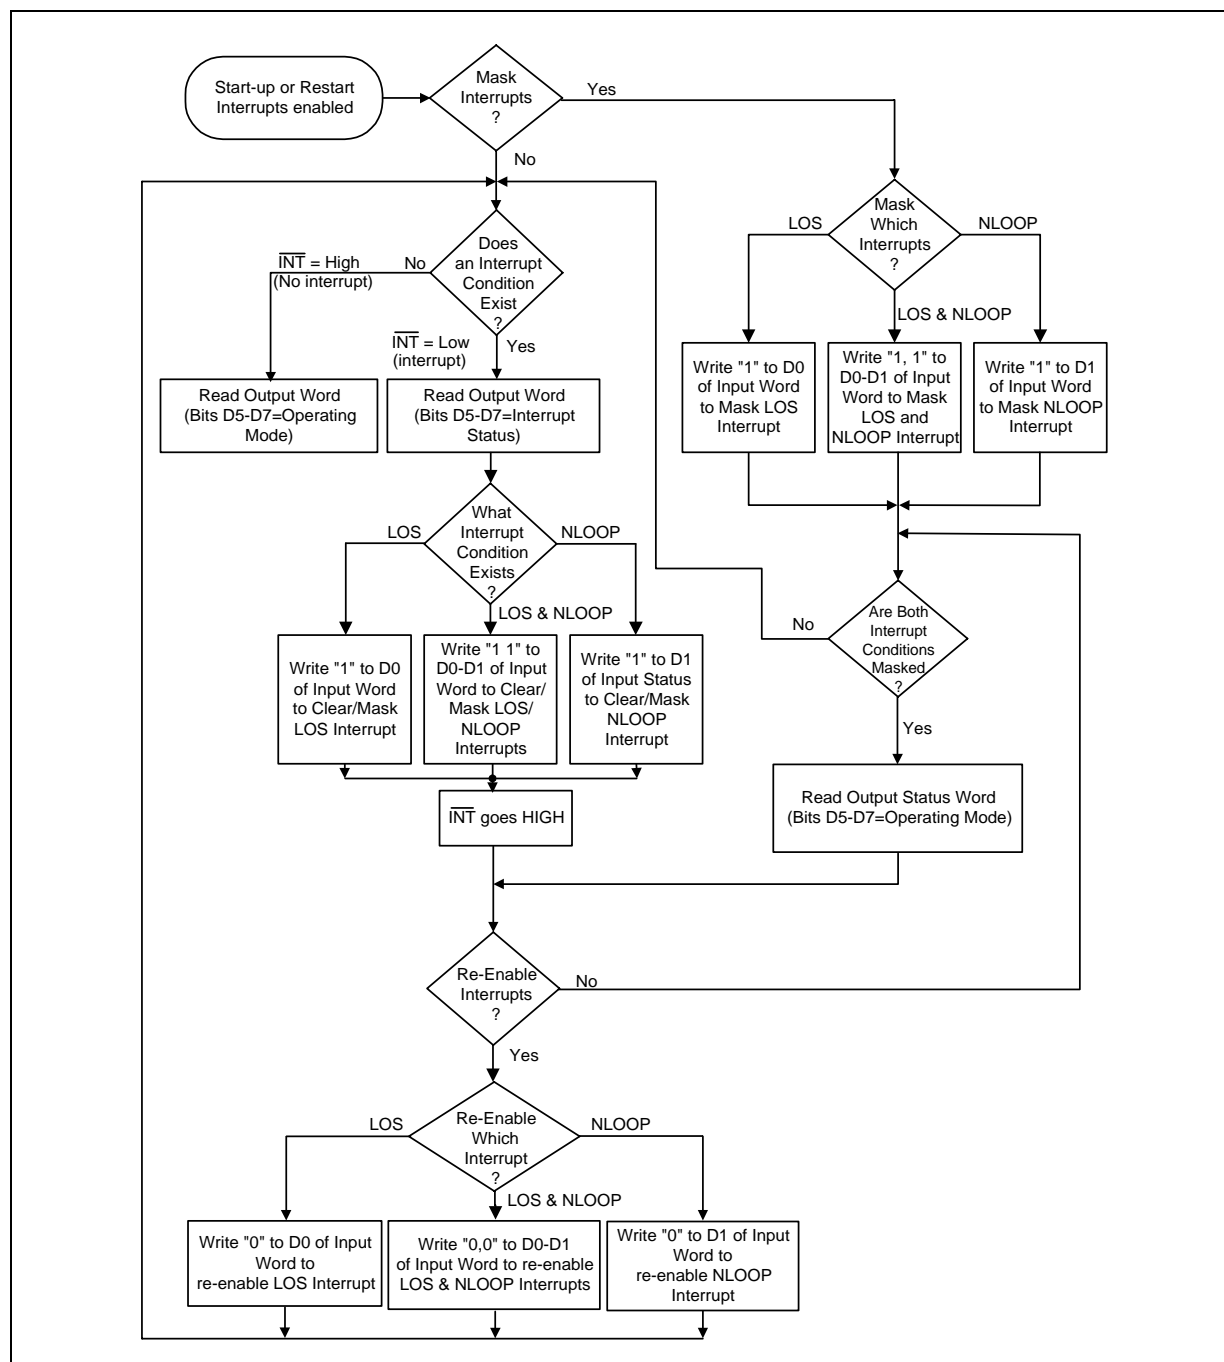 Start-up or Restart
Interrupts enabled
Mask
Interrupts
?
Yes
No
Mask
Which
Interrupts
?
LOS
NLOOP
LOS & NLOOP
Does
an Interrupt
Condition
Exist
?
No
INT = High
(No interrupt)
INT = Low
(interrupt)
Yes
Write "1" to D0
of Input Word
to Mask LOS
Interrupt
Write "1, 1" to
D0-D1 of Input
Word to Mask
LOS and
NLOOP Interrupt
Write "1" to D1
of Input Word
to Mask NLOOP
Interrupt
Read Output Word
(Bits D5-D7=Operating
Mode)
Read Output Word
(Bits D5-D7=Interrupt
Status)
What
Interrupt
Condition
Exists
?
LOS
NLOOP
LOS & NLOOP
Are Both
Interrupt
Conditions
Masked
?
No
Yes
Write "1" to D0
of Input Word
to Clear/Mask
LOS Interrupt
Write "1 1" to
D0-D1 of Input
Word to Clear/
Mask LOS/
NLOOP
Interrupts
Write "1" to D1
of Input Status
to Clear/Mask
NLOOP
Interrupt
INT goes HIGH
Read Output Status Word
(Bits D5-D7=Operating Mode)
Re-Enable
Interrupts
?
No
Yes
Re-Enable
Which
Interrupt
?
LOS
NLOOP
LOS & NLOOP
Write "0" to D0 of Input
Word to
re-enable LOS Interrupt
Write "0,0" to D0-D1
of Input Word to re-enable
LOS & NLOOP Interrupts
Write "0" to D1 of Input
Word to
re-enable NLOOP
Interrupt